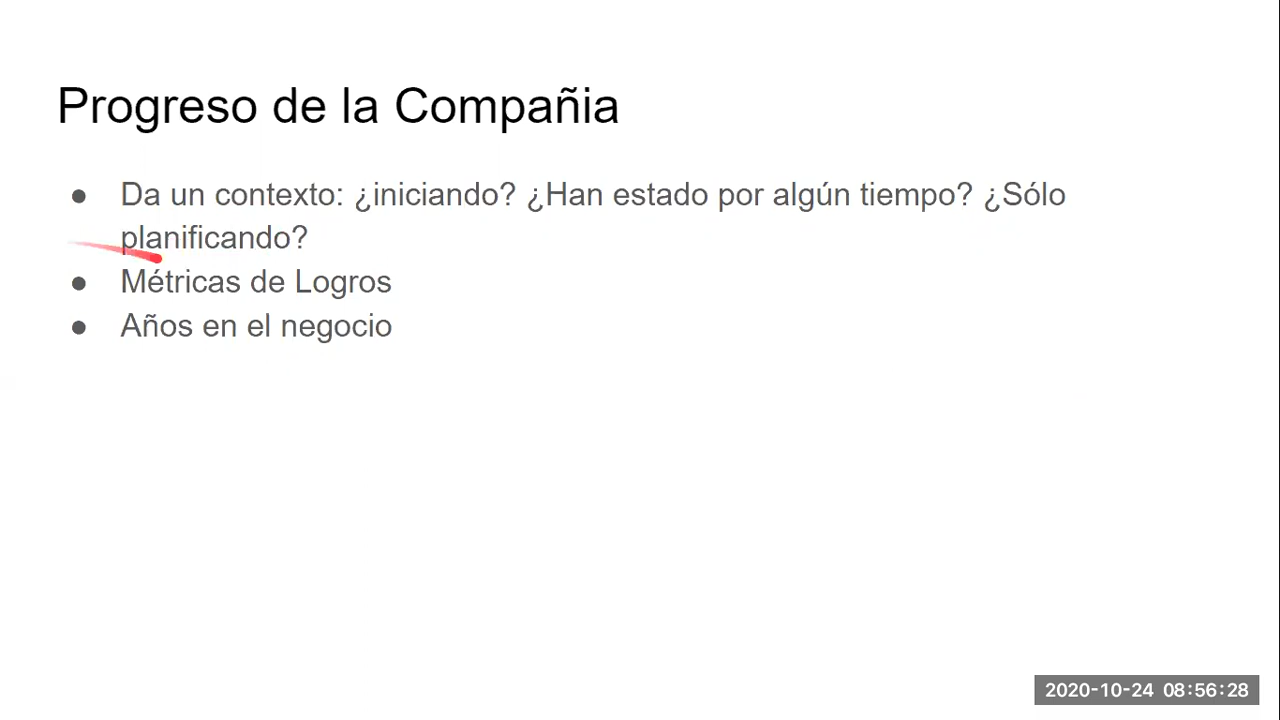 Progreso de la Compañia
● Da un contexto: ¿iniciando? ¿Han estado por algún tiempo? ¿Sólo
planificando?
● Métricas de Logros
● Años en el negocio
2020-10-24 08:56:28